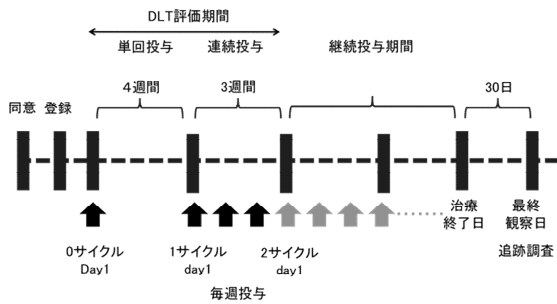 DLT評価期間
単回投与 連続投与 継続投与期間
4週間 3週間 30日
同意 登録
治療終了日
最終観察日
0サイクル
Day1
1サイクル
day1
2サイクル
day1
追跡調査
毎週投与